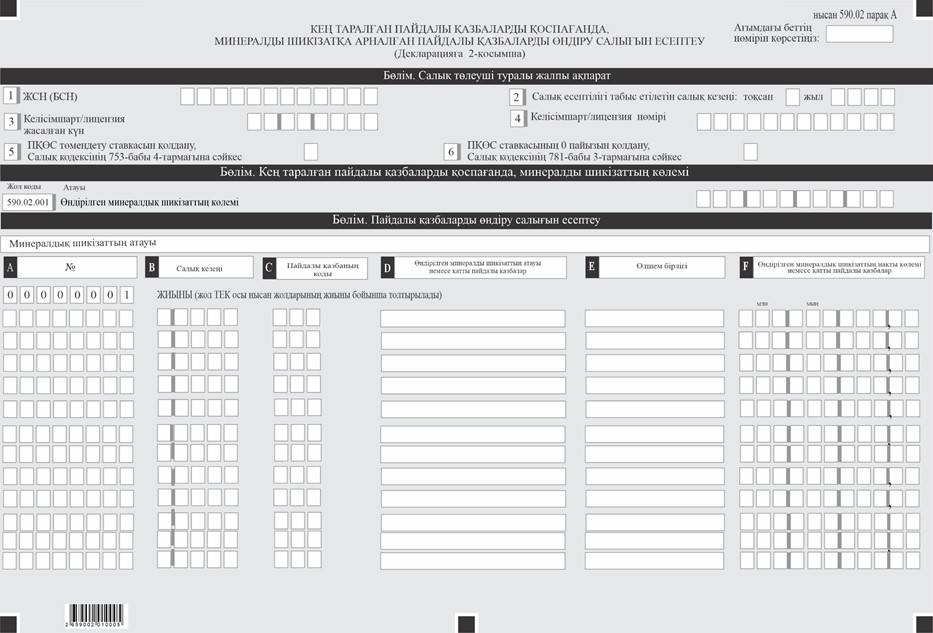 нысан 590.02 парақ А
КЕҢ ТАРАЛҒАН ПАЙДАЛЫ ҚАЗБАЛАРДЫ ҚОСПАҒАНДА,
МИНЕРАЛДЫ ШИКІЗАТҚА АРНАЛҒАН ПАЙДАЛЫ ҚАЗБАЛАРДЫ ӨНДІРУ САЛЫҒЫН ЕСЕПТЕУ
(Декларацияға 2-қосымпа)
Ағымдағы беттің
нөмірін көрсетіңіз:
Бөлім. Салық төлеуші туралы жалпы ақпарат
1 ЖСН (БСН)
2 Салық есептілігі табыс етілетін салық кезеңі: тоқсан жыл
3 Келісімшарт/лицензия
жасалған күн
4 Келісімшарт/лицензия нөмірі
5 ПҚӨС төмендету ставкасын қолдану,
Салық кодексінің 753-бабы 4-тармағына сәйкес
6 ПҚӨС ставкасының 0 пайызын қолдану,
Салық кодексінің 781-бабы 3-тармағына сәйкес
Бөлім. Кең таралған пайдалы қазбаларды қоспағанда, минералды шикізаттың көлемі
Жол коды Атауы
590.02.001 Өндірілген минералдық шикізаттың көлемі
Бөлім. Пайдалы қазбаларды өндіру салығын есептеу
Минералдық шикізаттың атауы
A № B Салық кезеңі C Пайдалы қазбаның коды D Өндірілген минералды шикізаттың атауы немесе қатты пайдалы қазбалар E Өлшем бірлігі F Өндірілген минералдық шикізаттың нақты көлемі немесе қатты пайдалы қазбалар
0 0 0 0 0 0 0 1 ЖИЫНЫ (жол ТЕК осы нысан жолдарының жиыны бойынша толтырылады)
млн мың
2 659002 010005